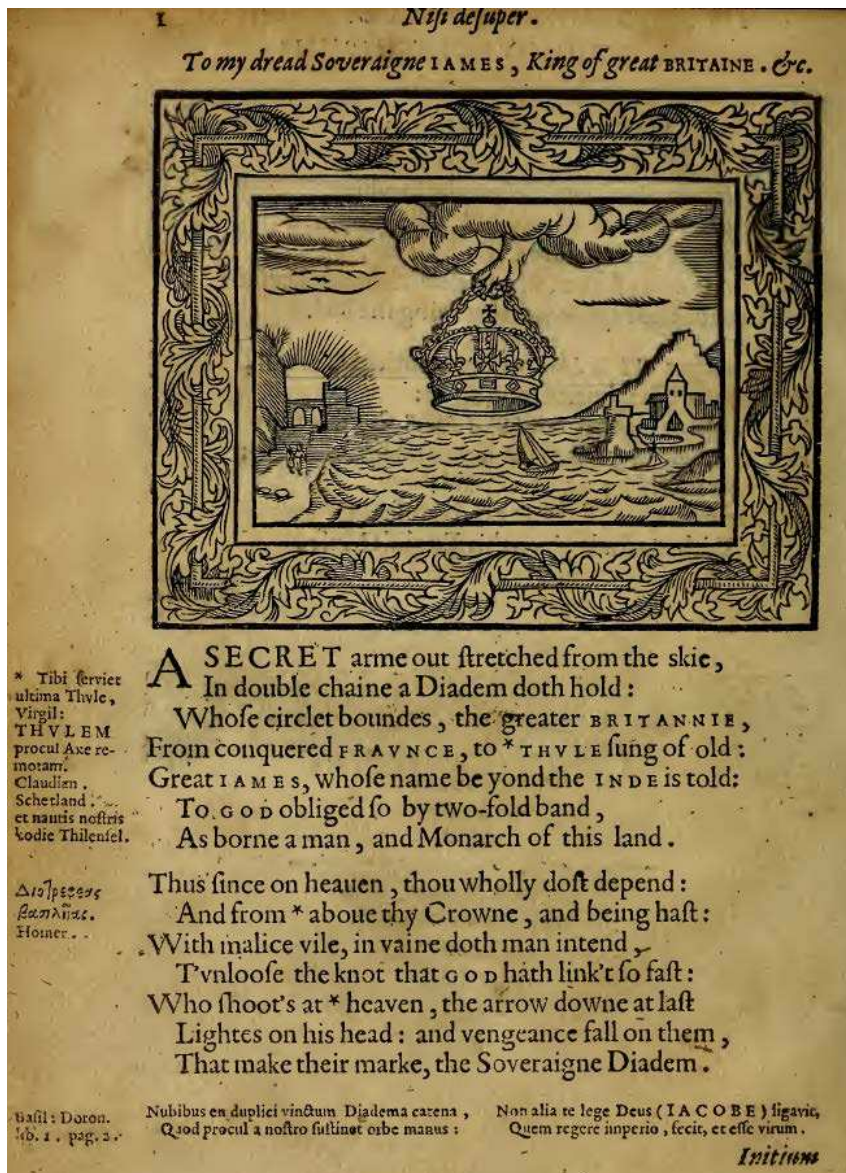 1
Niſi deſuper.
To my dread Soveraigne IAMES, King of great BRITAINE. &c.
A SECRET arme out ſtretched from the skie,
In double chaine a Diadem doth hold:
Whoſe circlet boundes, the greater BRITANNIE,
From conquered FRAVNCE, to *THVLE ſung of old:
Great IAMES, whoſe name beyond the INDE is told:
To GOD obliged ſo by two-fold band,
As borne a man, and Monarch of this land.
* Tibi ſerviet
ultima Thvle,
Virgil:
THVLEM
procul Axe re-
motam.
Claudian.
Schetland.
et nautis noſtris
hodie Thilenſel.
Thus ſince on heauen, thou wholly doſt depend:
And from * aboue thy Crowne, and being haſt:
With malice vile, in vaine doth man intend,
T'vnlooſe the knot that GOD hath link't ſo faſt:
Who ſhoot's at * heaven, the arrow downe at laſt
Lightes on his head: and vengeance fall on them,
That make their marke, the Soveraigne Diadem.
Homer.
Baſil: Doron.
lib. 1. pag. 2.
Nubibus en duplici vinctum Diadema catena,
Quod procul a noſtro ſuſtinet orbe manus:
Non alia te lege Deus (IACOBE) ligavit,
Quem regere imperio, fecit, et eſſe virum.
Initium